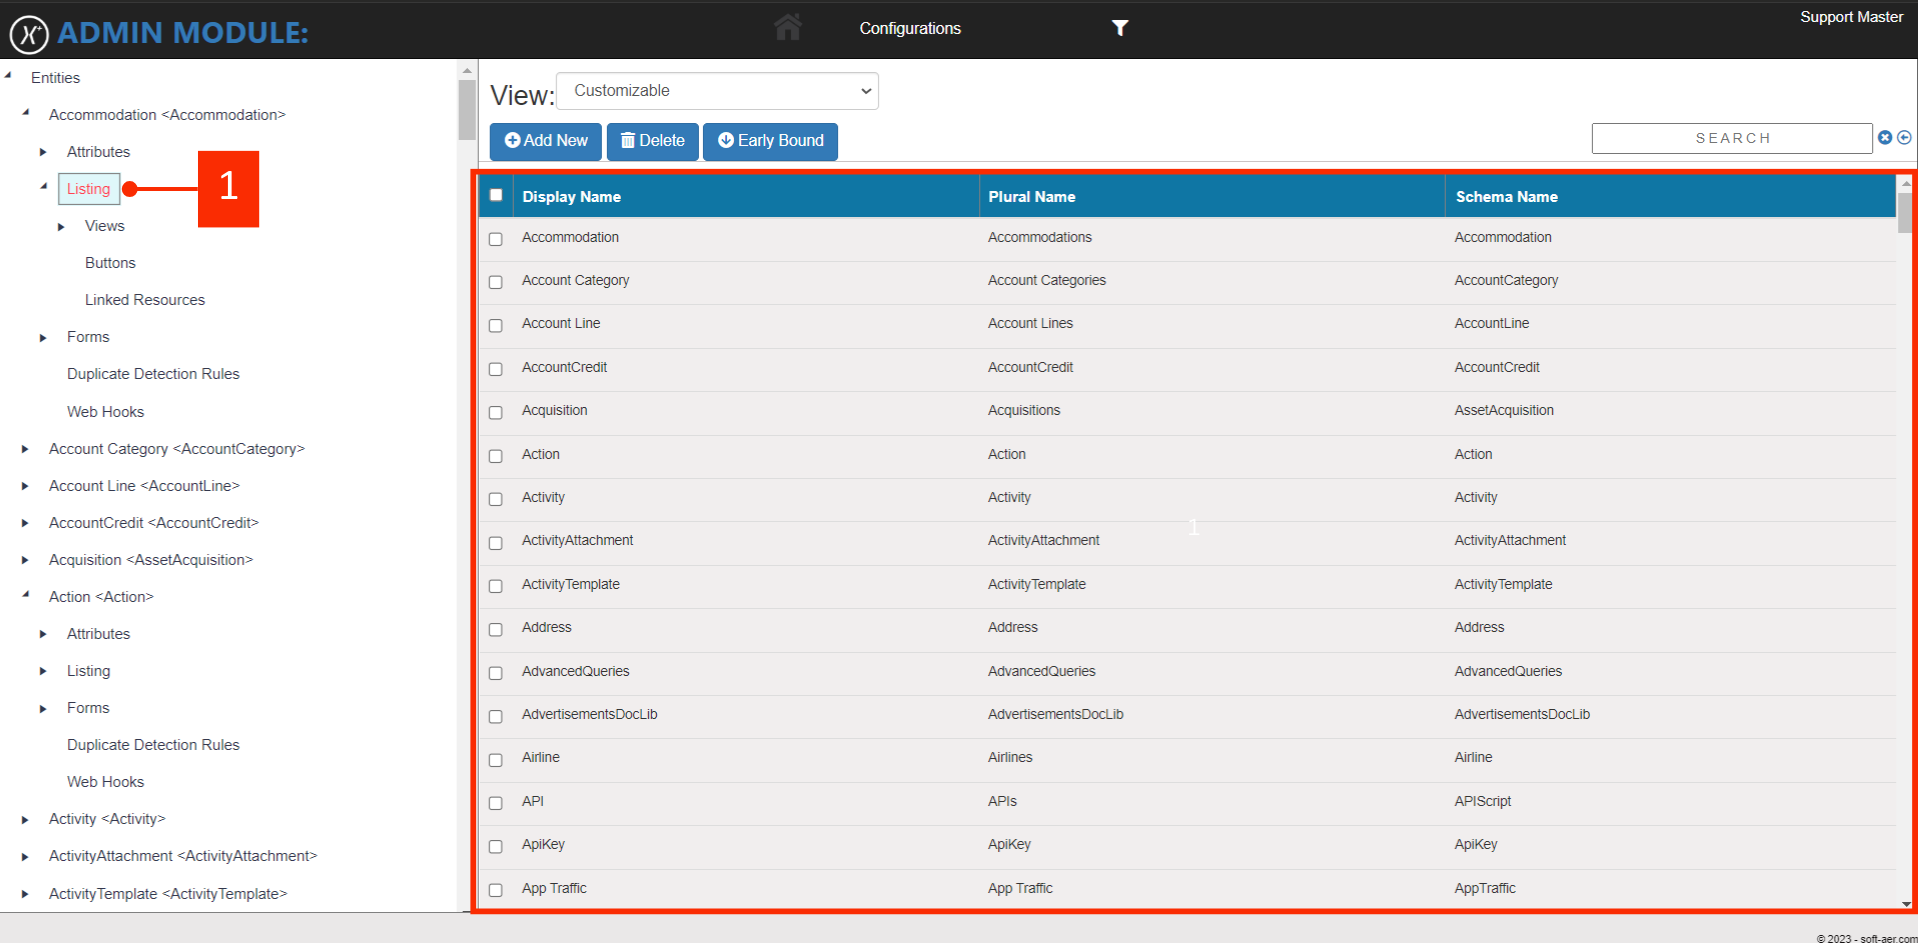 ADMIN MODULE:
Configurations
Support Master
Entities
Accommodation <Accommodation>
Attributes
Listing
1
Views
Buttons
Linked Resources
Forms
Duplicate Detection Rules
Web Hooks
Account Category <AccountCategory>
Account Line <AccountLine>
AccountCredit <AccountCredit>
Acquisition <AssetAcquisition>
Action <Action>
Attributes
Listing
Forms
Duplicate Detection Rules
Web Hooks
Activity <Activity>
ActivityAttachment <ActivityAttachment>
ActivityTemplate <ActivityTemplate>
View: Customizable
Add New Delete Early Bound SEARCH
Display Name Plural Name Schema Name
Accommodation Accommodations Accommodation
Account Category Account Categories AccountCategory
Account Line Account Lines AccountLine
AccountCredit AccountCredit AccountCredit
Acquisition Acquisitions AssetAcquisition
Action Action Action
Activity Activity Activity
1
ActivityAttachment ActivityAttachment ActivityAttachment
ActivityTemplate ActivityTemplate ActivityTemplate
Address Address Address
AdvancedQueries AdvancedQueries AdvancedQueries
AdvertisementsDocLib AdvertisementsDocLib AdvertisementsDocLib
Airline Airlines Airline
API APIs APIScript
ApiKey ApiKey ApiKey
App Traffic App Traffic AppTraffic
© 2023 - soft-aer.com